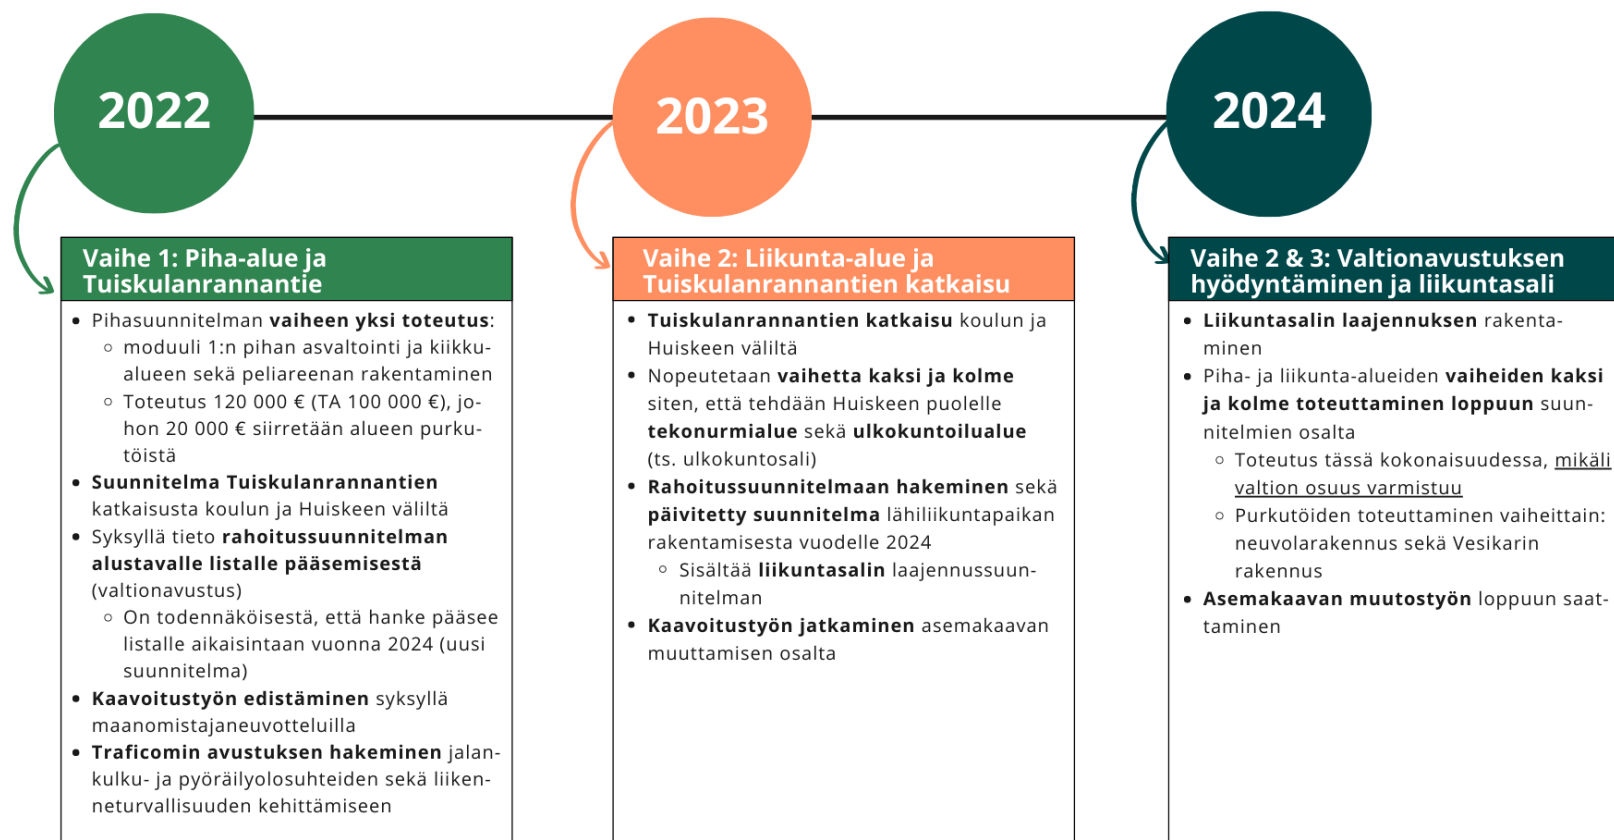 2022
2023
2024
Vaihe 1: Piha-alue ja
Tuiskulanrannantie
• Pihasuunnitelman vaiheen yksi toteutus:
◦ moduuli 1:n pihan asvaltointi ja kiikku-
alueen sekä peliareenan rakentaminen
◦ Toteutus 120 000 € (TA 100 000 €), jo-
hon 20 000 € siirretään alueen purku-
töistä
• Suunnitelma Tuiskulanrannantien
katkaisusta koulun ja Huiskeen väliltä
• Syksyllä tieto rahoitussuunnitelman
alustavalle listalle pääsemisestä
(valtionavustus)
◦ On todennäköisestä, että hanke pääsee
listalle aikaisintaan vuonna 2024 (uusi
suunnitelma)
• Kaavoitustyön edistäminen syksyllä
maanomistajaneuvotteluilla
• Traficomin avustuksen hakeminen jalan-
kulku- ja pyöräilyolosuhteiden sekä liiken-
neturvallisuuden kehittämiseen
Vaihe 2: Liikunta-alue ja
Tuiskulanrannantien katkaisu
• Tuiskulanrannantien katkaisu koulun ja
Huiskeen väliltä
• Nopeutetaan vaihetta kaksi ja kolme
siten, että tehdään Huiskeen puolelle
tekonurmialue sekä ulkokuntoilualue
(ts. ulkokuntosali)
• Rahoitussuunnitelmaan hakeminen sekä
päivitetty suunnitelma lähiliikuntapaikan
rakentamisesta vuodelle 2024
◦ Sisältää liikuntasalin laajennussuun-
nitelman
• Kaavoitustyön jatkaminen asemakaavan
muuttamisen osalta
Vaihe 2 & 3: Valtionavustuksen
hyödyntäminen ja liikuntasali
• Liikuntasalin laajennuksen rakenta-
minen
• Piha- ja liikunta-alueiden vaiheiden kaksi
ja kolme toteuttaminen loppuun suun-
nitelmien osalta
◦ Toteutus tässä kokonaisuudessa, mikäli
valtion osuus varmistuu
◦ Purkutöiden toteuttaminen vaiheittain:
neuvolarakennus sekä Vesikarin
rakennus
• Asemakaavan muutostyön loppuun saat-
taminen